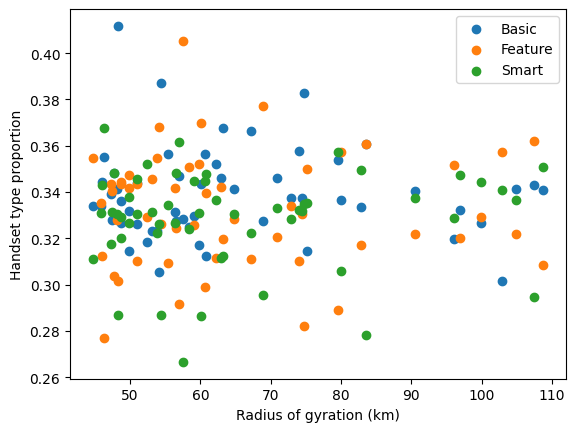 Basic
Feature
Smart
Handset type proportion
0.40
0.38
0.36
0.34
0.32
0.30
0.28
0.26
50 60 70 80 90 100 110
Radius of gyration (km)